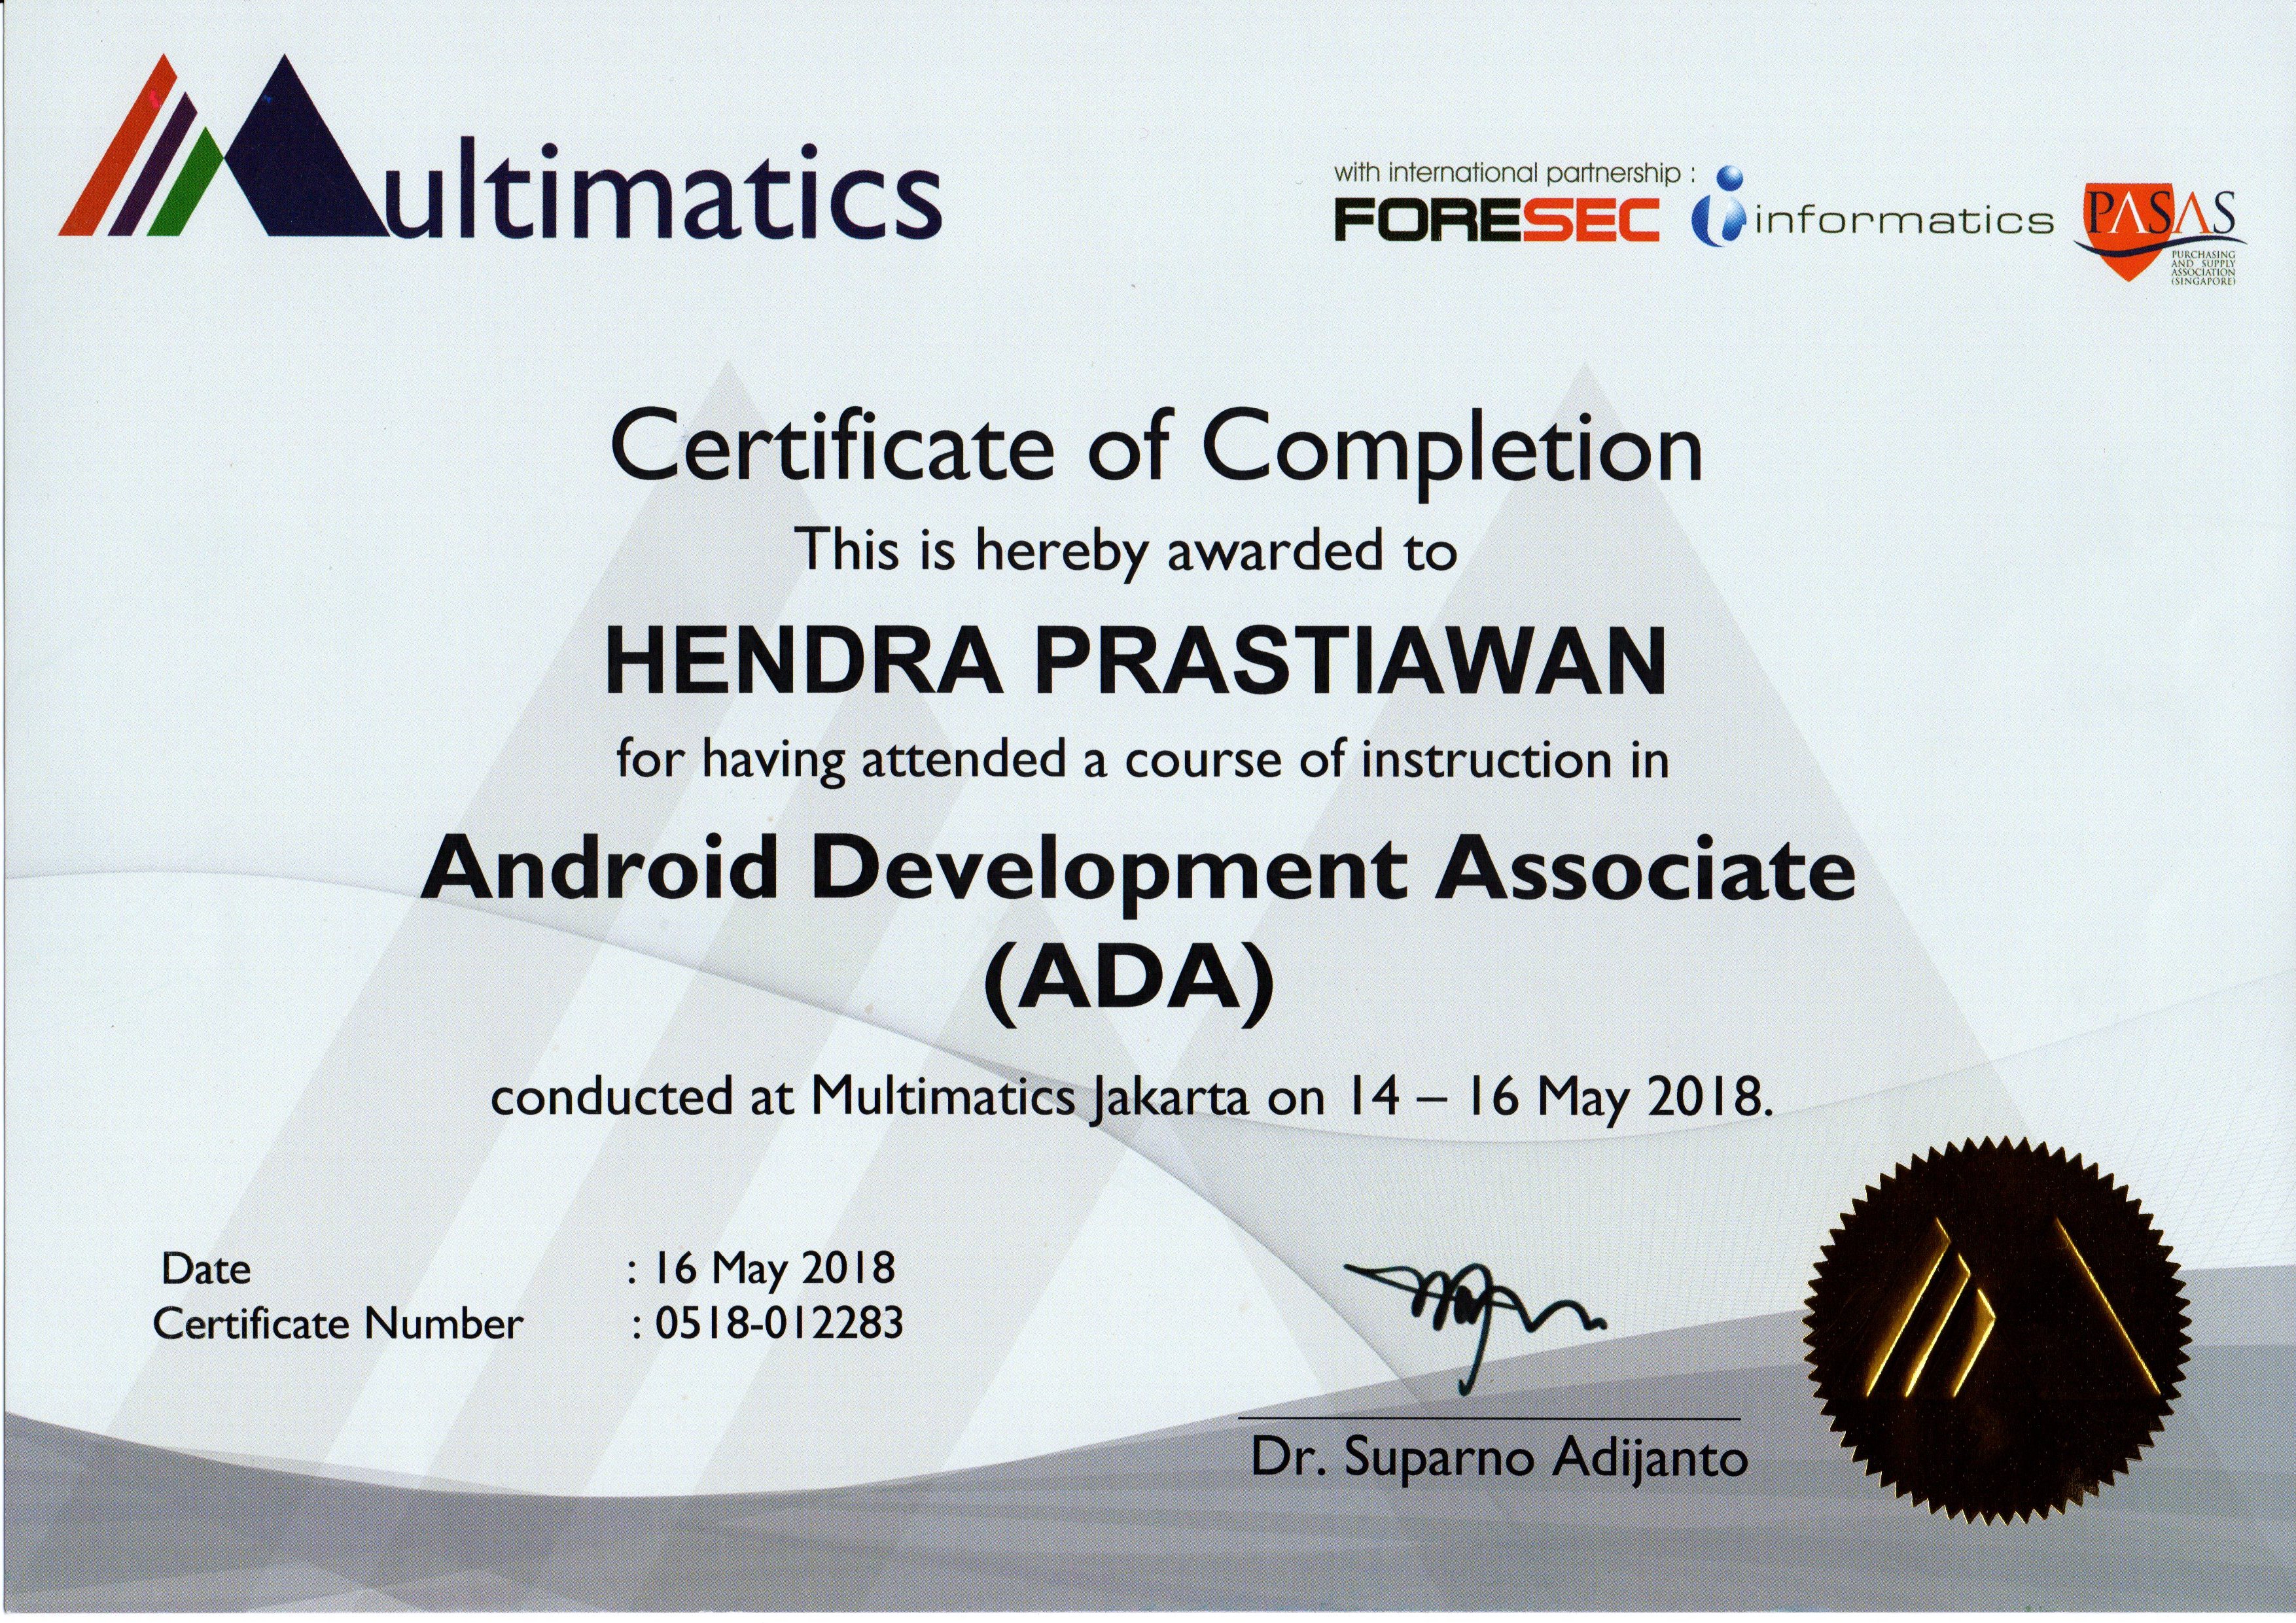 Multimatics
with international partnership :
FORESEC
informatics
PASAS
PURCHASING
AND SUPPLY
ASSOCIATION
(SINGAPORE)
Certificate of Completion
This is hereby awarded to
HENDRA PRASTIAWAN
for having attended a course of instruction in
Android Development Associate
(ADA)
conducted at Multimatics Jakarta on 14 – 16 May 2018.
Date : 16 May 2018
Certificate Number : 0518-012283
Dr. Suparno Adijanto